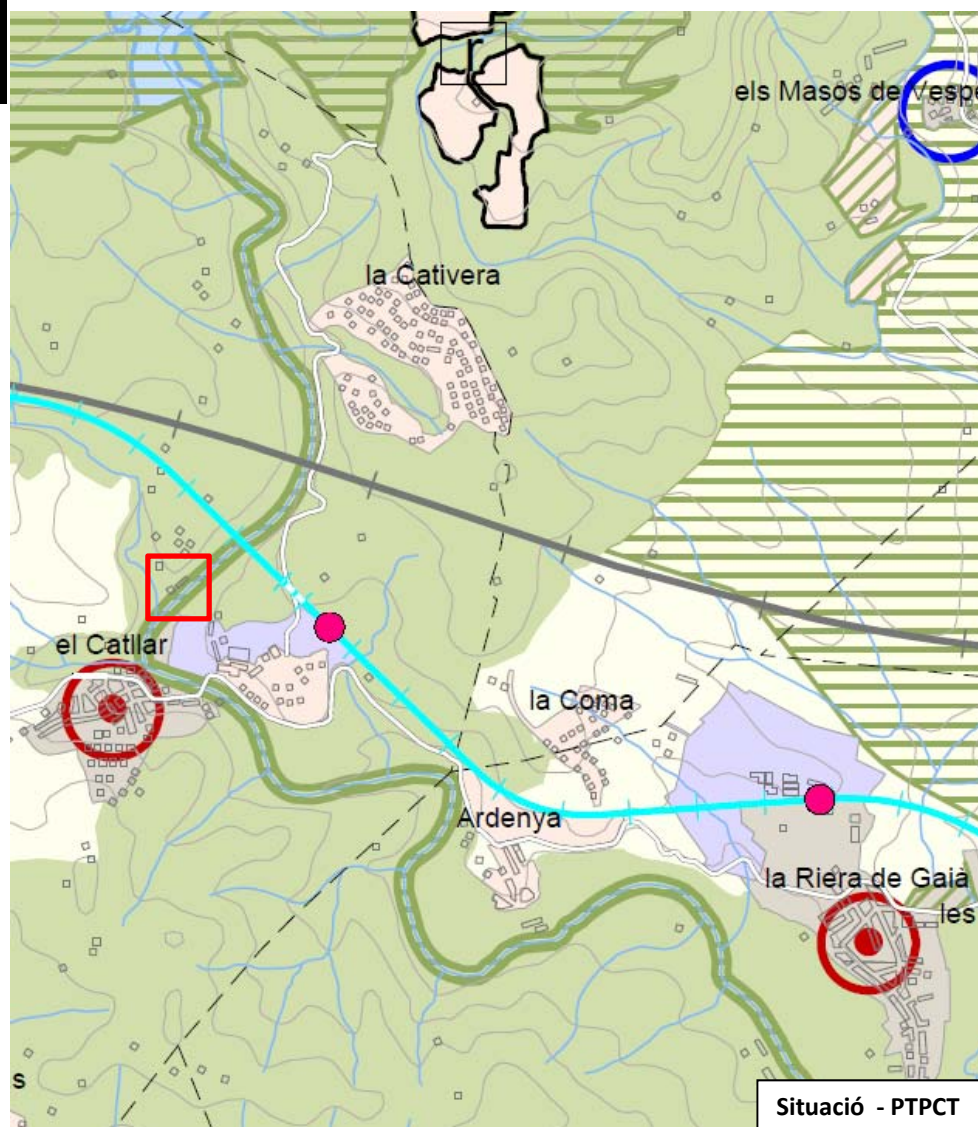 r
els Masos de Vespe
la Cativera
el Catllar
la Coma
Ardenya
la Riera de Gaià
les
s
Situació - PTPCT